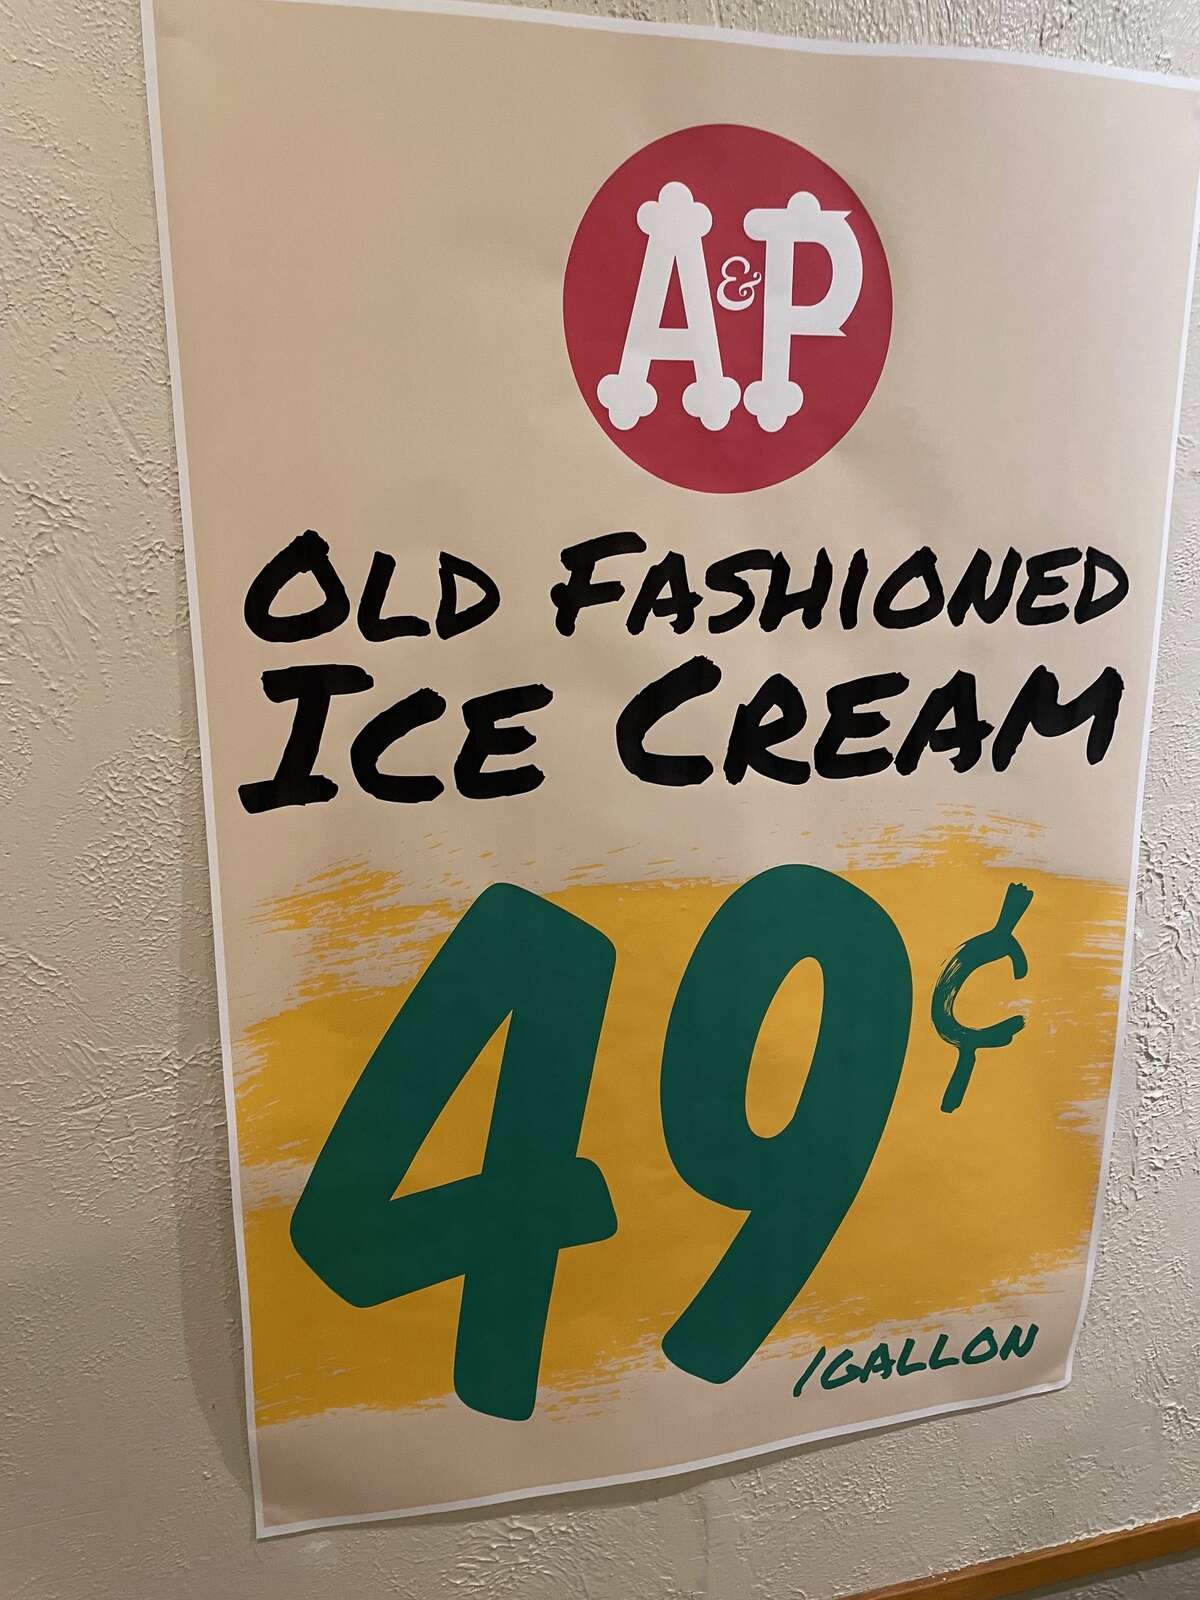 A&P
OLD FASHIONED
ICE CREAM
49¢
/GALLON